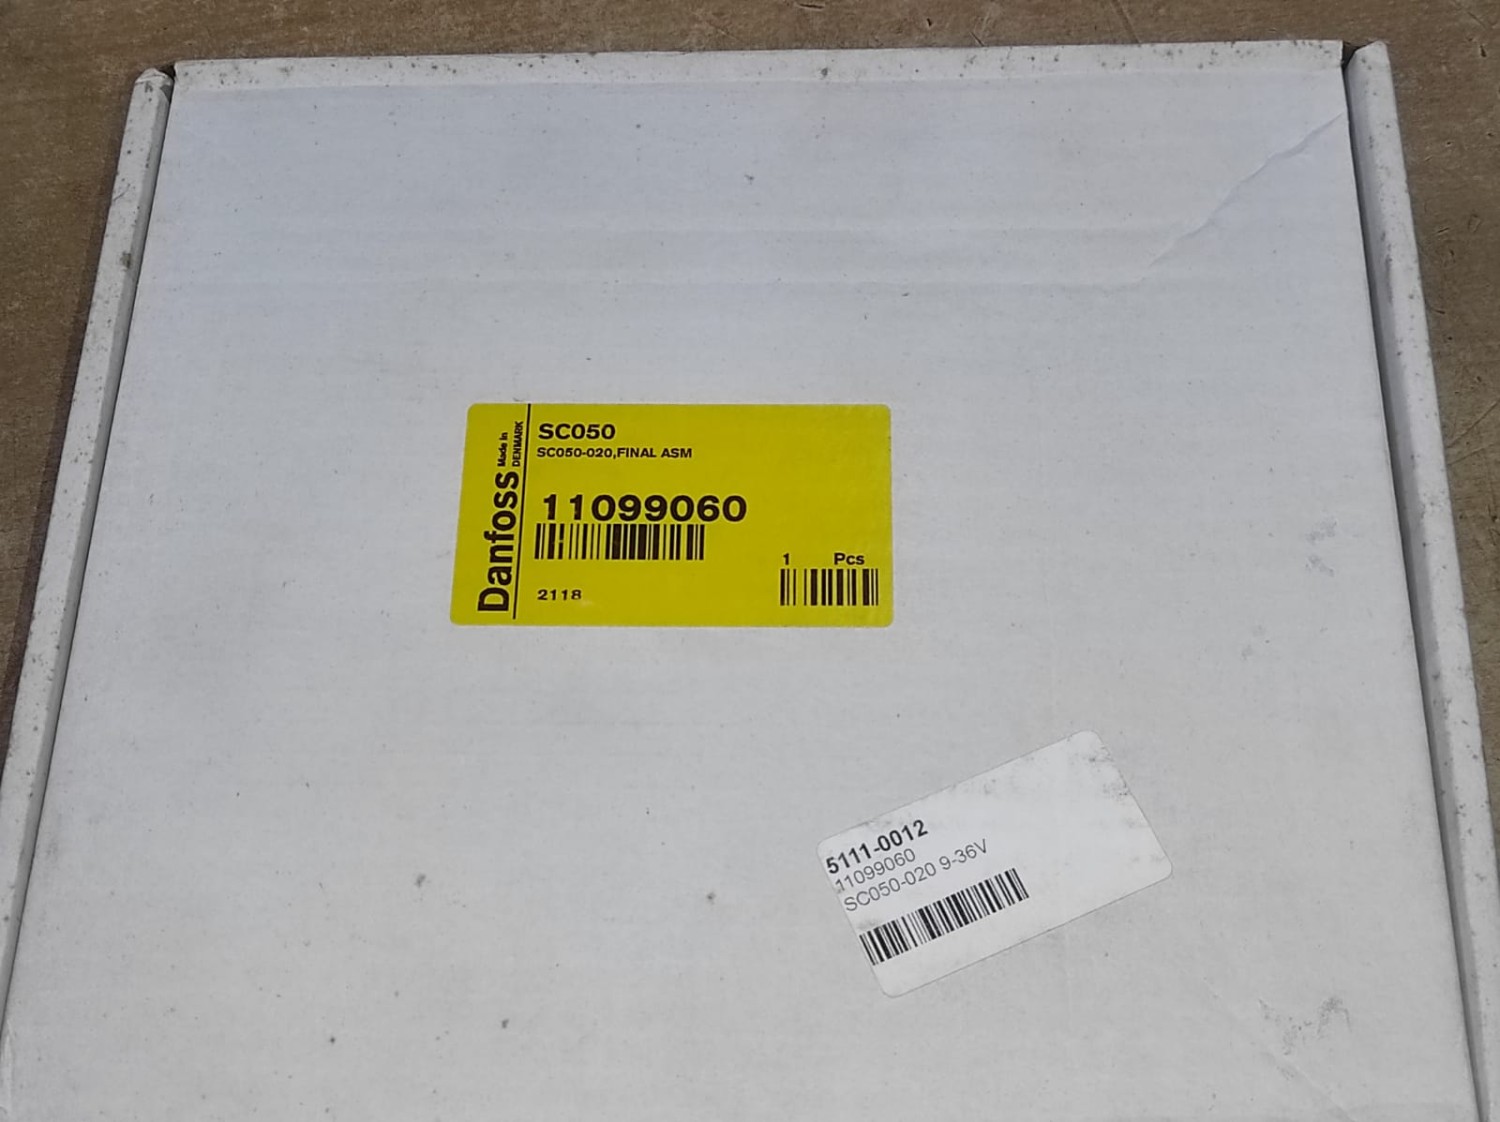 Danfoss
Made in
DENMARK
SC050
SC050-020,FINAL ASM
11099060
1 Pcs
2118
5111-0012
11099060
SC050-020 9-36V